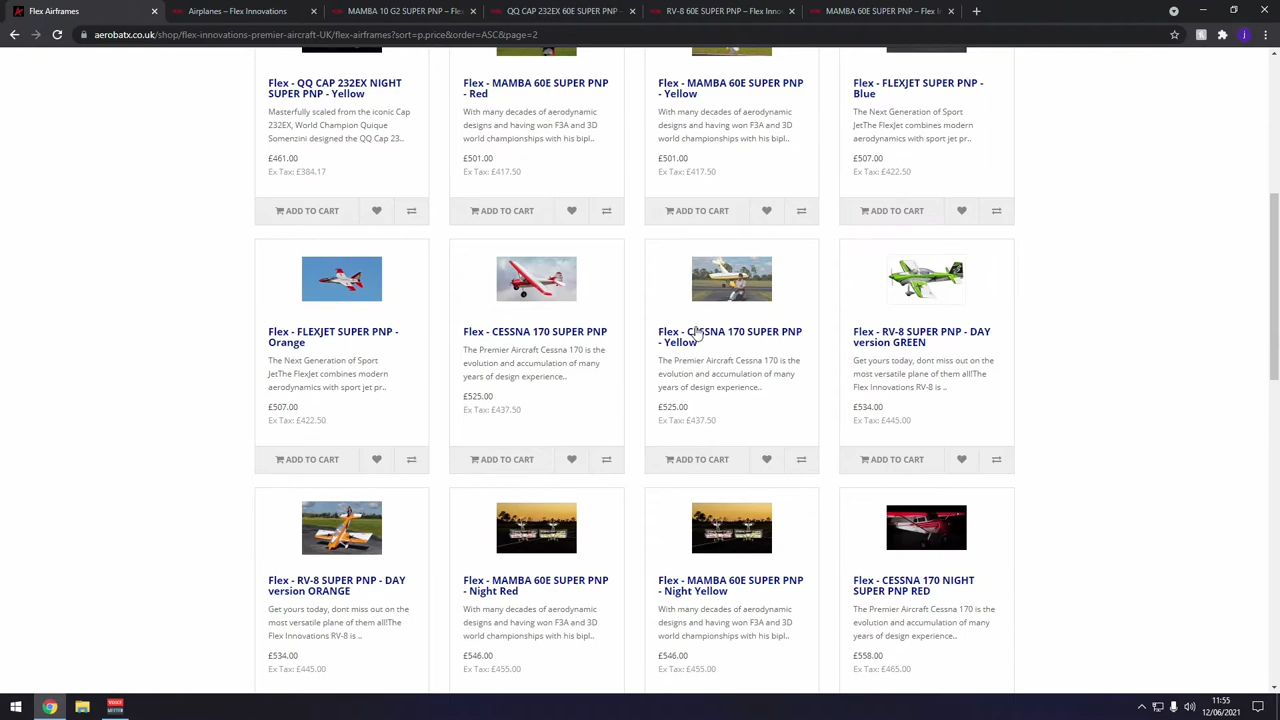 Flex Airframes
Airplanes – Flex Innovations
MAMBA 10 G2 SUPER PNP – Fle
QQ CAP 232EX 60E SUPER PNP –
RV-8 60E SUPER PNP – Flex Innov
MAMBA 60E SUPER PNP – Flex I
aerobatx.co.uk/shop/flex-innovations-premier-aircraft-UK/flex-airframes?sort=p.price&order=ASC&page=2
Flex - QQ CAP 232EX NIGHT
SUPER PNP - Yellow
Masterfully scaled from the iconic Cap
232EX, World Champion Quique
Somenzini designed the QQ Cap 23..
£461.00
Ex Tax: £384.17
Flex - MAMBA 60E SUPER PNP
- Red
With many decades of aerodynamic
designs and having won F3A and 3D
world championships with his bipl..
£501.00
Ex Tax: £417.50
Flex - MAMBA 60E SUPER PNP
- Yellow
With many decades of aerodynamic
designs and having won F3A and 3D
world championships with his bipl..
£501.00
Ex Tax: £417.50
Flex - FLEXJET SUPER PNP -
Blue
The Next Generation of Sport
JetThe FlexJet combines modern
aerodynamics with sport jet pr..
£507.00
Ex Tax: £422.50
ADD TO CART
ADD TO CART
ADD TO CART
ADD TO CART
Flex - FLEXJET SUPER PNP -
Orange
The Next Generation of Sport
JetThe FlexJet combines modern
aerodynamics with sport jet pr..
£507.00
Ex Tax: £422.50
Flex - CESSNA 170 SUPER PNP
The Premier Aircraft Cessna 170 is the
evolution and accumulation of many
years of design experience..
£525.00
Ex Tax: £437.50
Flex - CESSNA 170 SUPER PNP
- Yellow
The Premier Aircraft Cessna 170 is the
evolution and accumulation of many
years of design experience..
£525.00
Ex Tax: £437.50
Flex - RV-8 SUPER PNP - DAY
version GREEN
Get yours today, dont miss out on the
most versatile plane of them all!The
Flex Innovations RV-8 is ..
£534.00
Ex Tax: £445.00
ADD TO CART
ADD TO CART
ADD TO CART
ADD TO CART
Flex - RV-8 SUPER PNP - DAY
version ORANGE
Get yours today, dont miss out on the
most versatile plane of them all!The
Flex Innovations RV-8 is ..
£534.00
Ex Tax: £445.00
Flex - MAMBA 60E SUPER PNP
- Night Red
With many decades of aerodynamic
designs and having won F3A and 3D
world championships with his bipl..
£546.00
Ex Tax: £455.00
Flex - MAMBA 60E SUPER PNP
- Night Yellow
With many decades of aerodynamic
designs and having won F3A and 3D
world championships with his bipl..
£546.00
Ex Tax: £455.00
Flex - CESSNA 170 NIGHT
SUPER PNP RED
The Premier Aircraft Cessna 170 is the
evolution and accumulation of many
years of design experience..
£558.00
Ex Tax: £465.00
11:55
12/06/2021